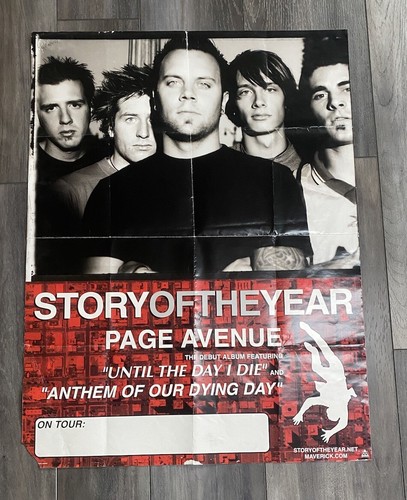 STORYOFTHEYEAR
PAGE AVENUE
THE DEBUT ALBUM FEATURING
"UNTIL THE DAY I DIE" AND
"ANTHEM OF OUR DYING DAY"
ON TOUR:
STORYOFTHEYEAR.NET
MAVERICK.COM